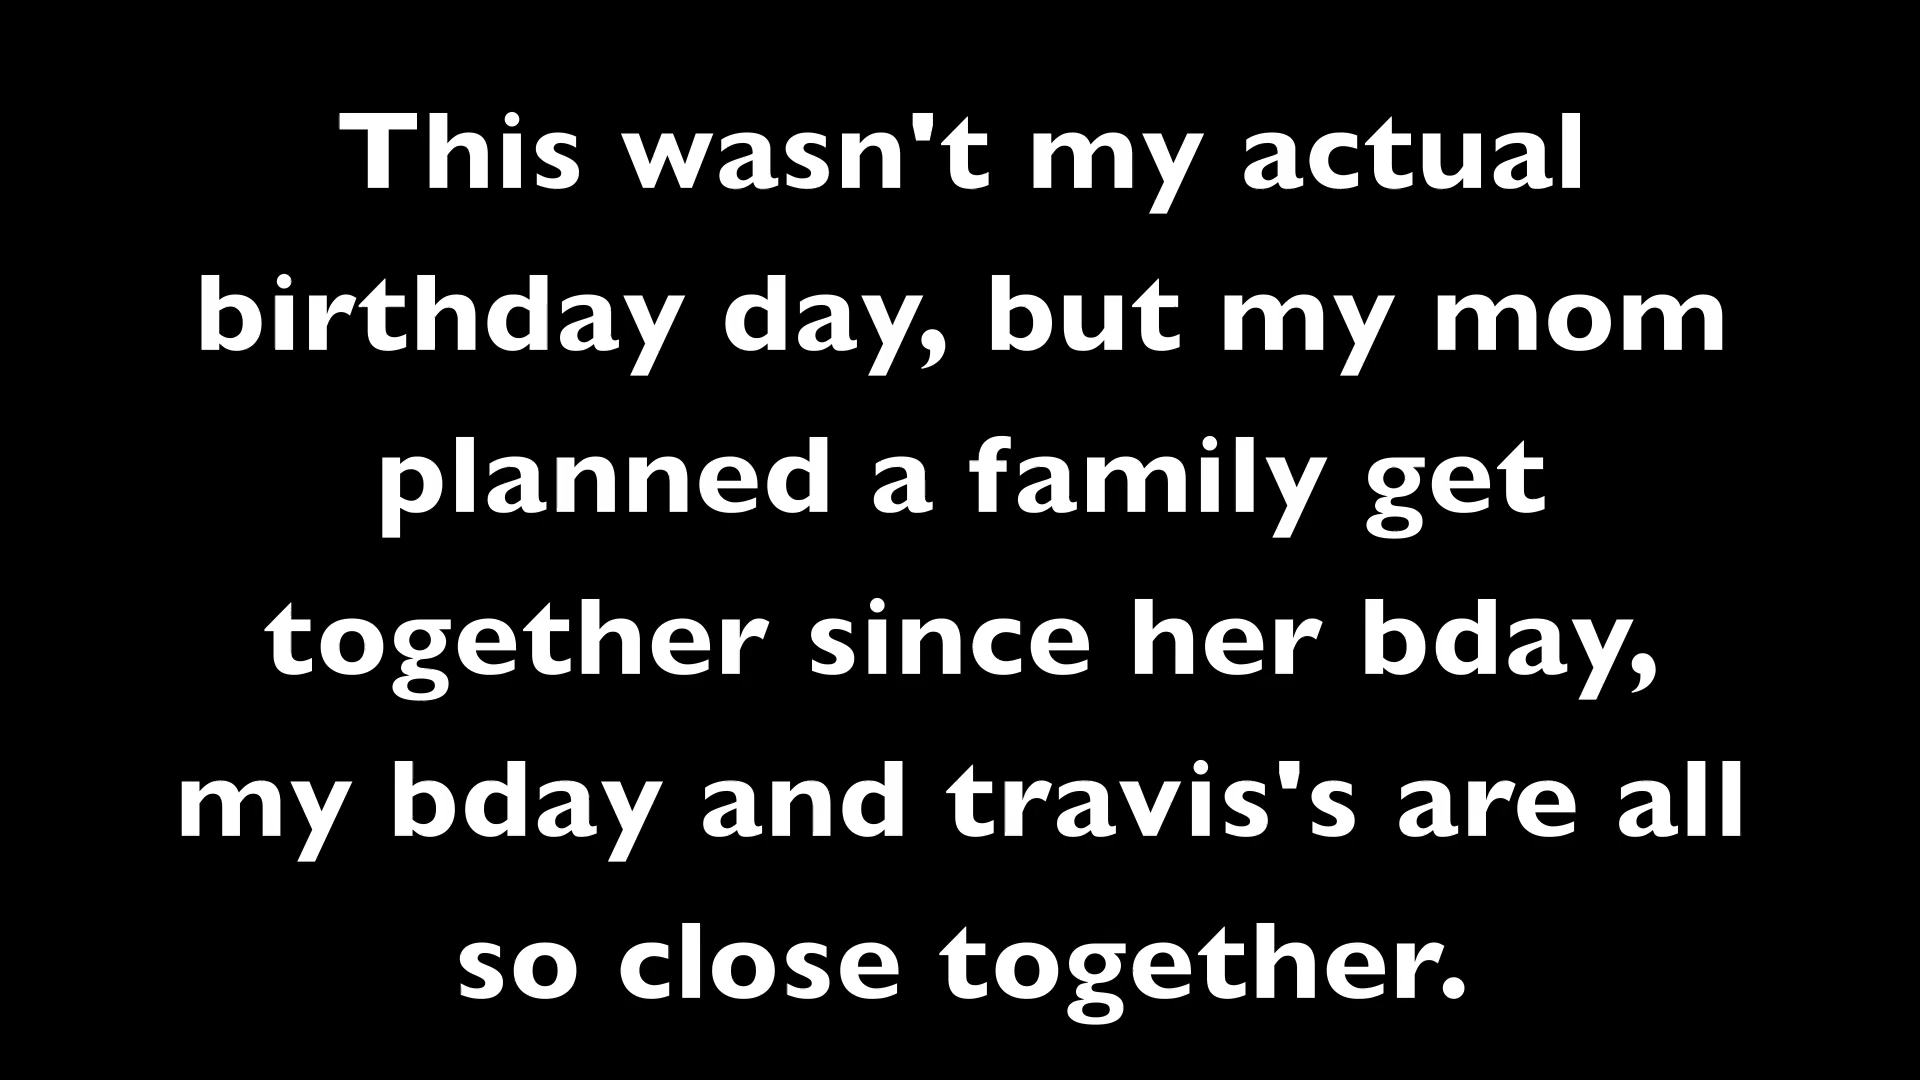 This wasn't my actual
birthday day, but my mom
planned a family get
together since her bday,
my bday and travis's are all
so close together.